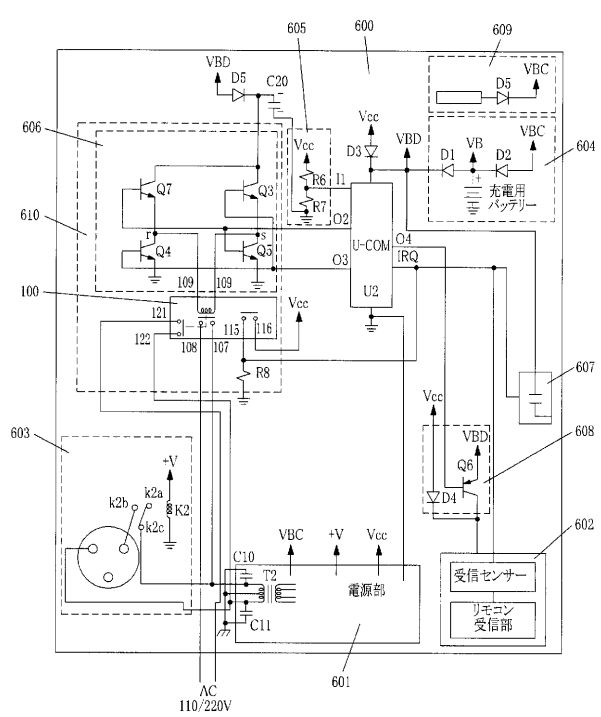 605
600
609
VBD
D5
C20
D5
VBC
606
Vcc
Vcc
D3
VBD
VB
VBC
604
D1
D2
充電用
バッテリー
610
Q7
Q3
R6
I1
R7
O2
r
s
Q4
Q5
U-COM
O4
O3
IRQ
U2
100
109
109
121
122
108
107
115
116
Vcc
R8
607
603
+V
k2a
k2b
k2c
K2
Vcc
VBD
Q6
608
D4
602
受信センサー
リモコン
受信部
C10
T2
VBC
+V
Vcc
電源部
C11
601
AC
110/220V